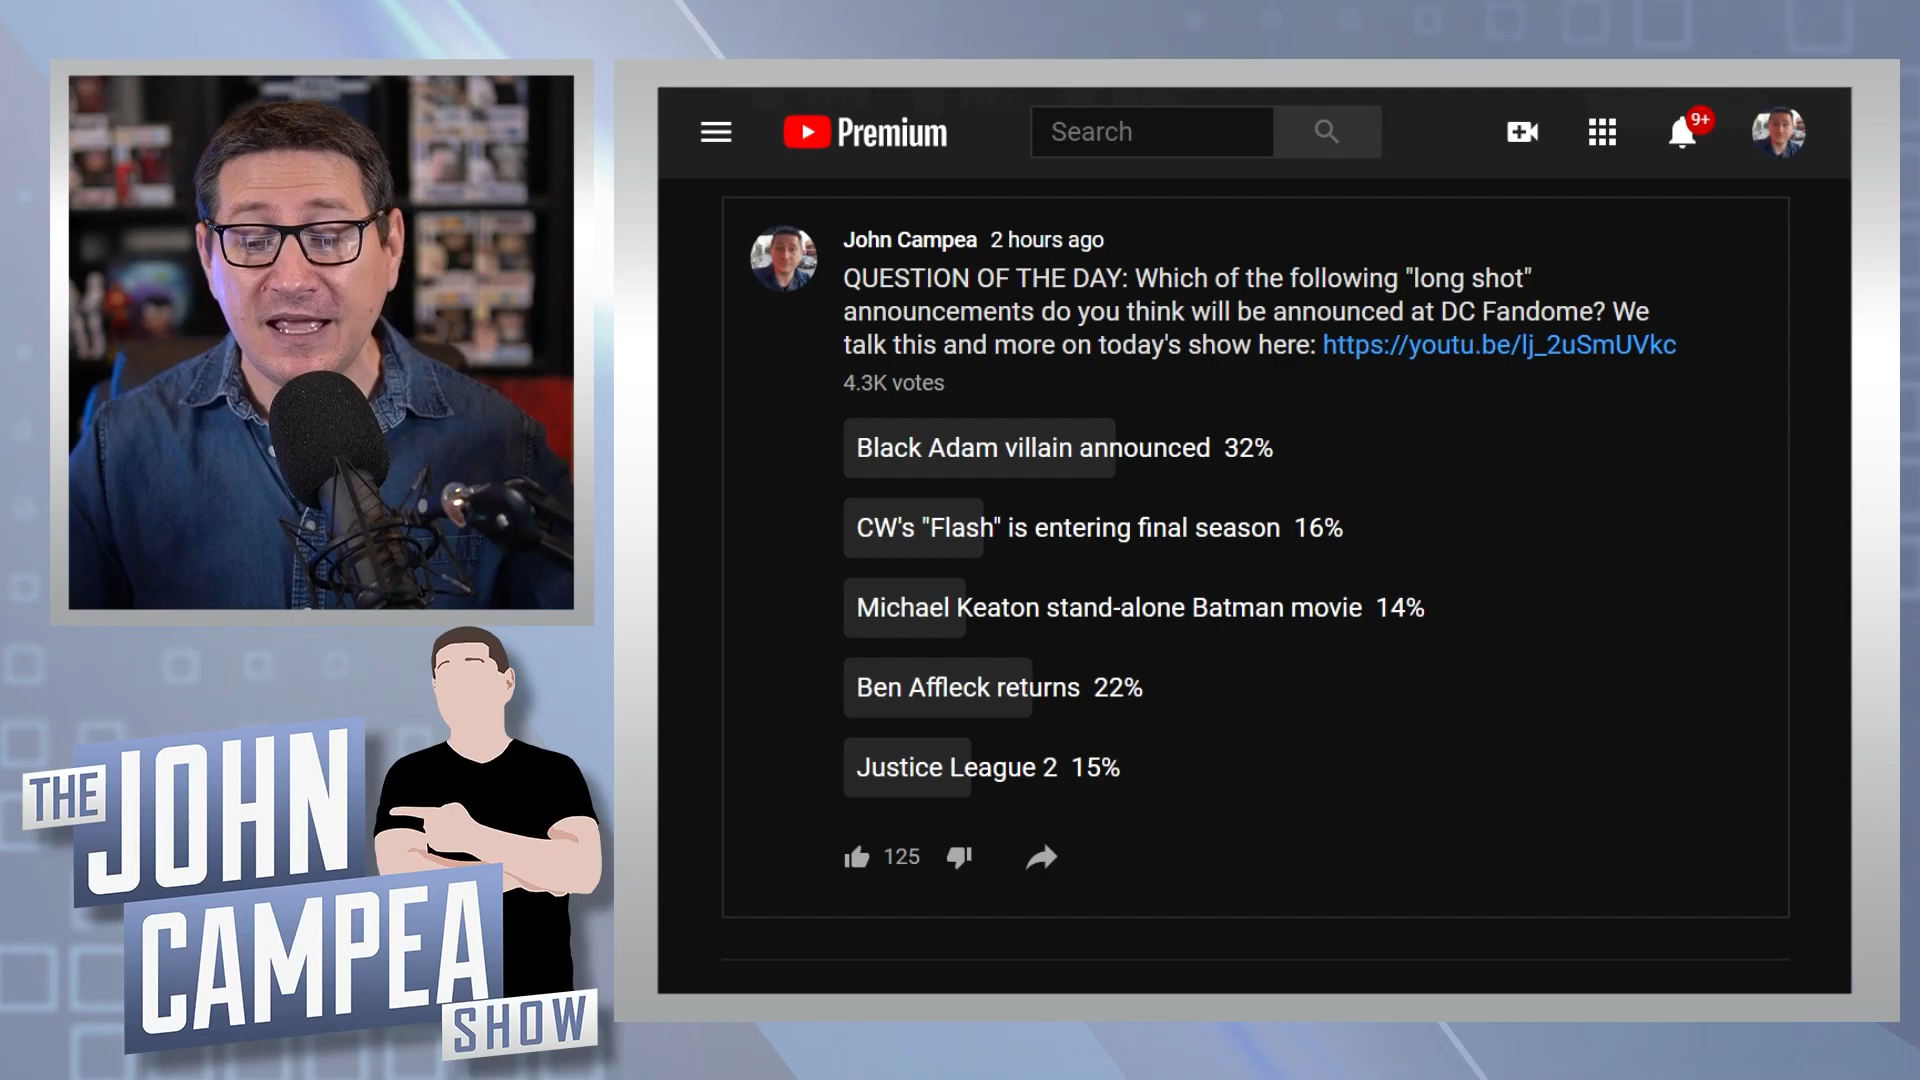 Premium
Search
9+
John Campea 2 hours ago
QUESTION OF THE DAY: Which of the following "long shot"
announcements do you think will be announced at DC Fandome? We
talk this and more on today's show here: https://youtu.be/lj_2uSmUVkc
4.3K votes
Black Adam villain announced 32%
CW's "Flash" is entering final season 16%
Michael Keaton stand-alone Batman movie 14%
Ben Affleck returns 22%
Justice League 2 15%
125
THE
JOHN
CAMPEA
SHOW